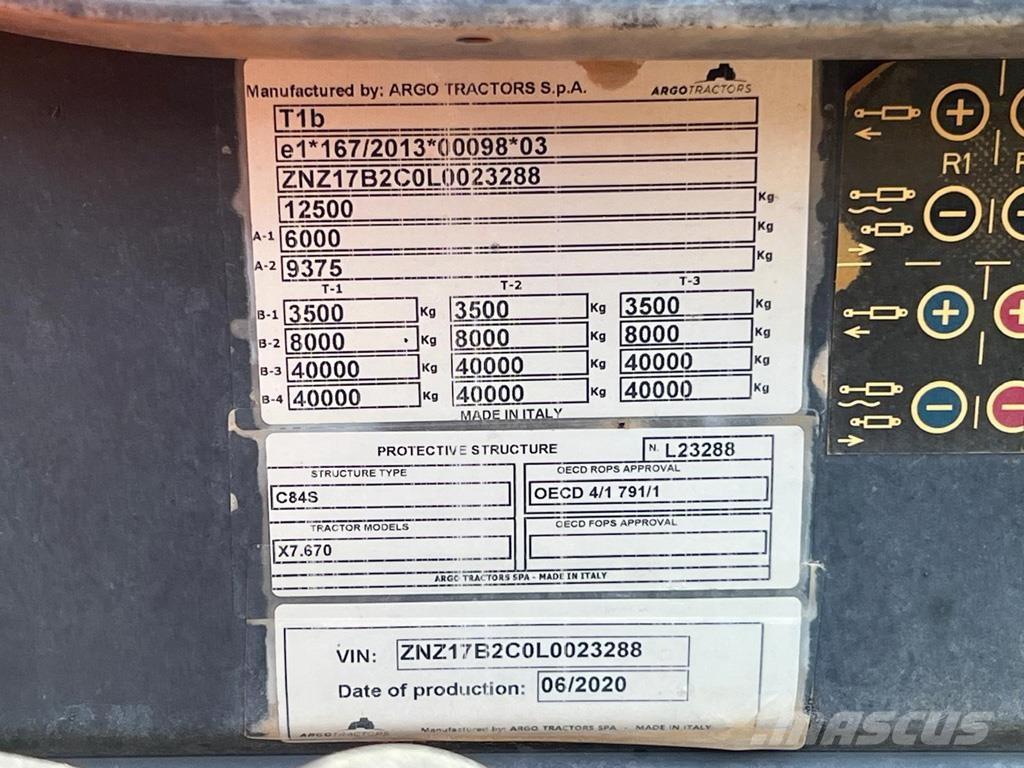 Manufactured by: ARGO TRACTORS S.p.A. ARGOTRACTORS
T1b
e1*167/2013*00098*03
ZNZ17B2C0L0023288
12500 Kg
A-1 6000 Kg
A-2 9375 Kg
T-1 T-2 T-3
B-1 3500 Kg 3500 Kg 3500 Kg
B-2 8000 Kg 8000 Kg 8000 Kg
B-3 40000 Kg 40000 Kg 40000 Kg
B-4 40000 Kg 40000 Kg 40000 Kg
MADE IN ITALY
PROTECTIVE STRUCTURE N. L23288
STRUCTURE TYPE OECD ROPS APPROVAL
C84S OECD 4/1 791/1
TRACTOR MODELS OECD FOPS APPROVAL
X7.670
ARGO TRACTORS SPA - MADE IN ITALY
VIN: ZNZ17B2C0L0023288
Date of production: 06/2020
ARGOTRACTORS Manufactured by: ARGO TRACTORS SPA - MADE IN ITALY
R1
MASCUS